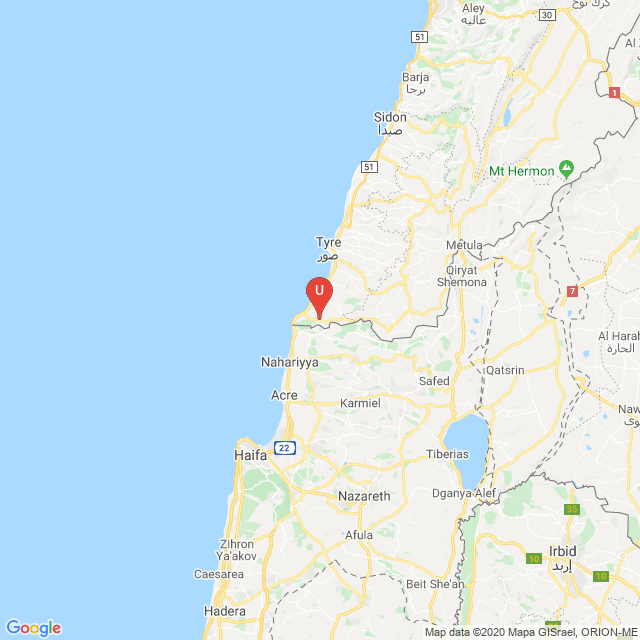 Aley
عاليه
كرك نوح
30
51
Al
Barja
برجا
1
Sidon
صيدا
51
Mt Hermon
Tyre
صور
Metula
Qiryat
Shemona
U
7
Al Harah
الحارة
Nahariyya
Safed
Qatsrin
Acre
Karmiel
Naw
22
Haifa
Tiberias
Dganya Alef
Nazareth
35
Afula
Zihron
Ya'akov
Irbid
إربد
10
10
Caesarea
Beit She'an
Hadera
Google
Map data ©2020 Mapa GISrael, ORION-ME